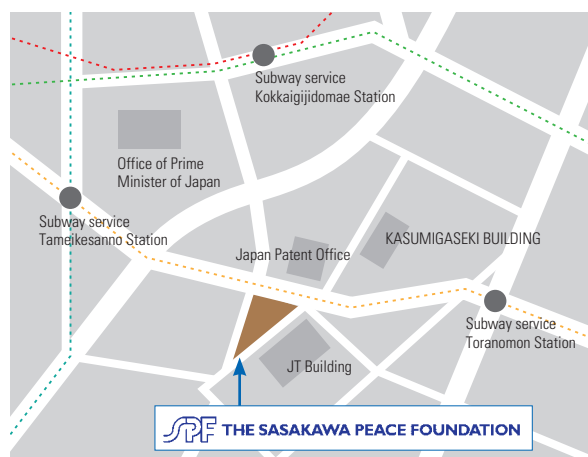 Subway service
Kokkaigijidomae Station
Office of Prime
Minister of Japan
Subway service
Tameikesanno Station
Japan Patent Office
KASUMIGASEKI BUILDING
Subway service
Toranomon Station
JT Building
SPF THE SASAKAWA PEACE FOUNDATION